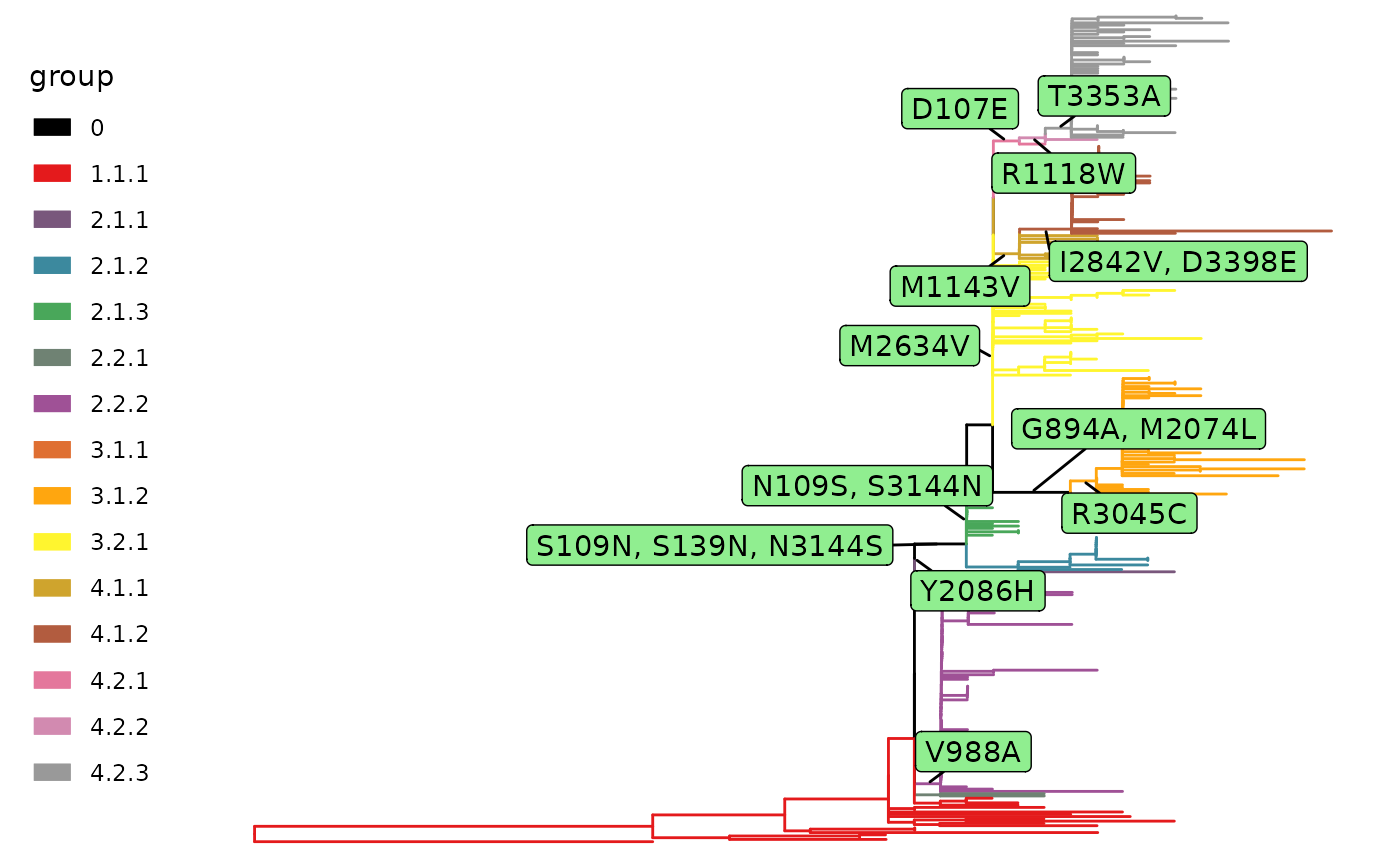 group
0
1.1.1
2.1.1
2.1.2
2.1.3
2.2.1
2.2.2
3.1.1
3.1.2
3.2.1
4.1.1
4.1.2
4.2.1
4.2.2
4.2.3
T3353A
D107E
R1118W
I2842V, D3398E
M1143V
M2634V
G894A, M2074L
N109S, S3144N
R3045C
S109N, S139N, N3144S
Y2086H
V988A